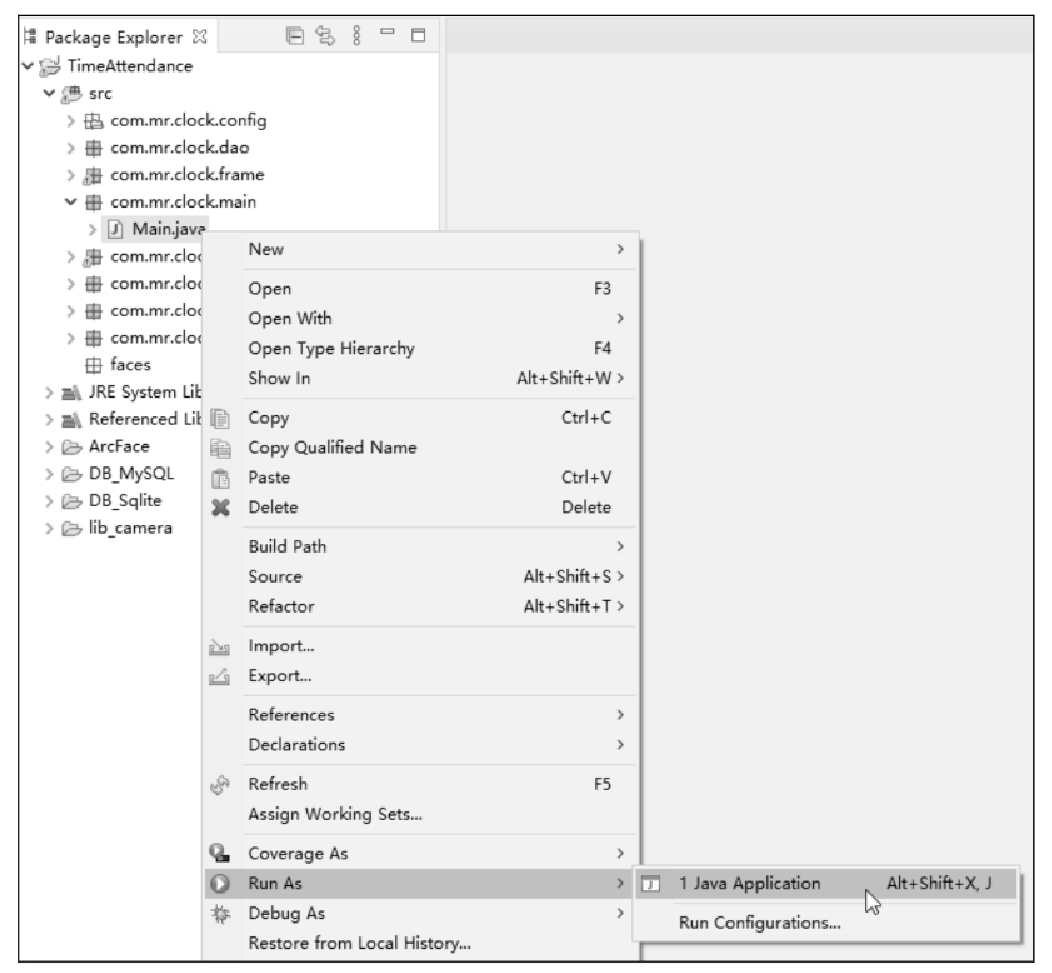 Package Explorer
TimeAttendance
src
com.mr.clock.config
com.mr.clock.dao
com.mr.clock.frame
com.mr.clock.main
Main.java
com.mr.clo
com.mr.clo
com.mr.clo
com.mr.clo
faces
JRE System Lib
Referenced Lib
ArcFace
DB_MySQL
DB_Sqlite
lib_camera
New
Open F3
Open With
Open Type Hierarchy F4
Show In Alt+Shift+W
Copy Ctrl+C
Copy Qualified Name
Paste Ctrl+V
Delete Delete
Build Path
Source Alt+Shift+S
Refactor Alt+Shift+T
Import...
Export...
References
Declarations
Refresh F5
Assign Working Sets...
Coverage As
Run As
Debug As
Restore from Local History...
1 Java Application Alt+Shift+X, J
Run Configurations...